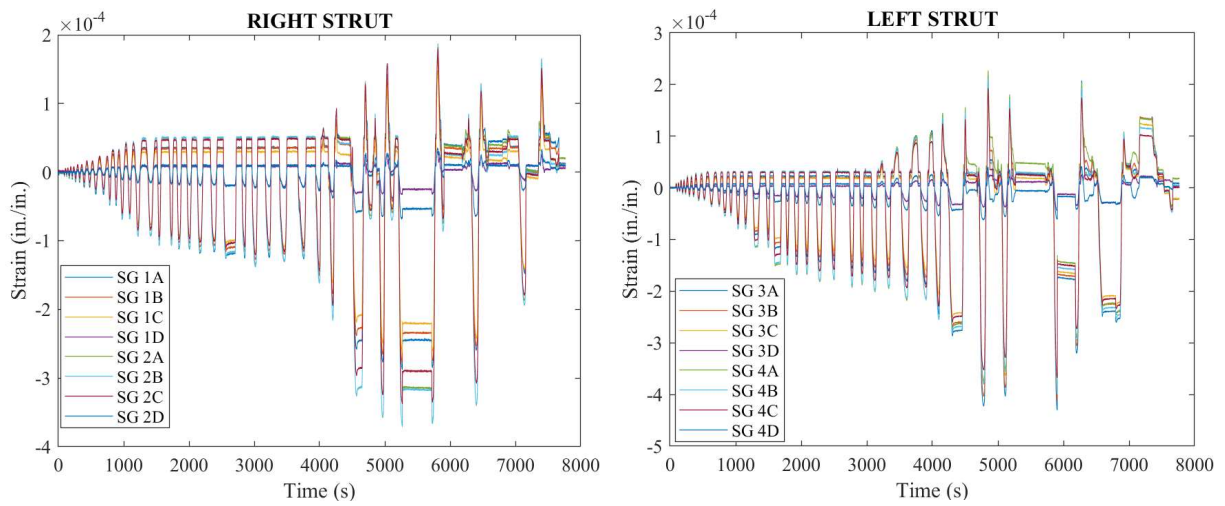 RIGHT STRUT
×10⁻⁴
2
1
0
-1
-2
-3
-4
Strain (in./in.)
SG 1A
SG 1B
SG 1C
SG 1D
SG 2A
SG 2B
SG 2C
SG 2D
0 1000 2000 3000 4000 5000 6000 7000 8000
Time (s)
LEFT STRUT
×10⁻⁴
3
2
1
0
-1
-2
-3
-4
-5
Strain (in./in.)
SG 3A
SG 3B
SG 3C
SG 3D
SG 4A
SG 4B
SG 4C
SG 4D
0 1000 2000 3000 4000 5000 6000 7000 8000
Time (s)